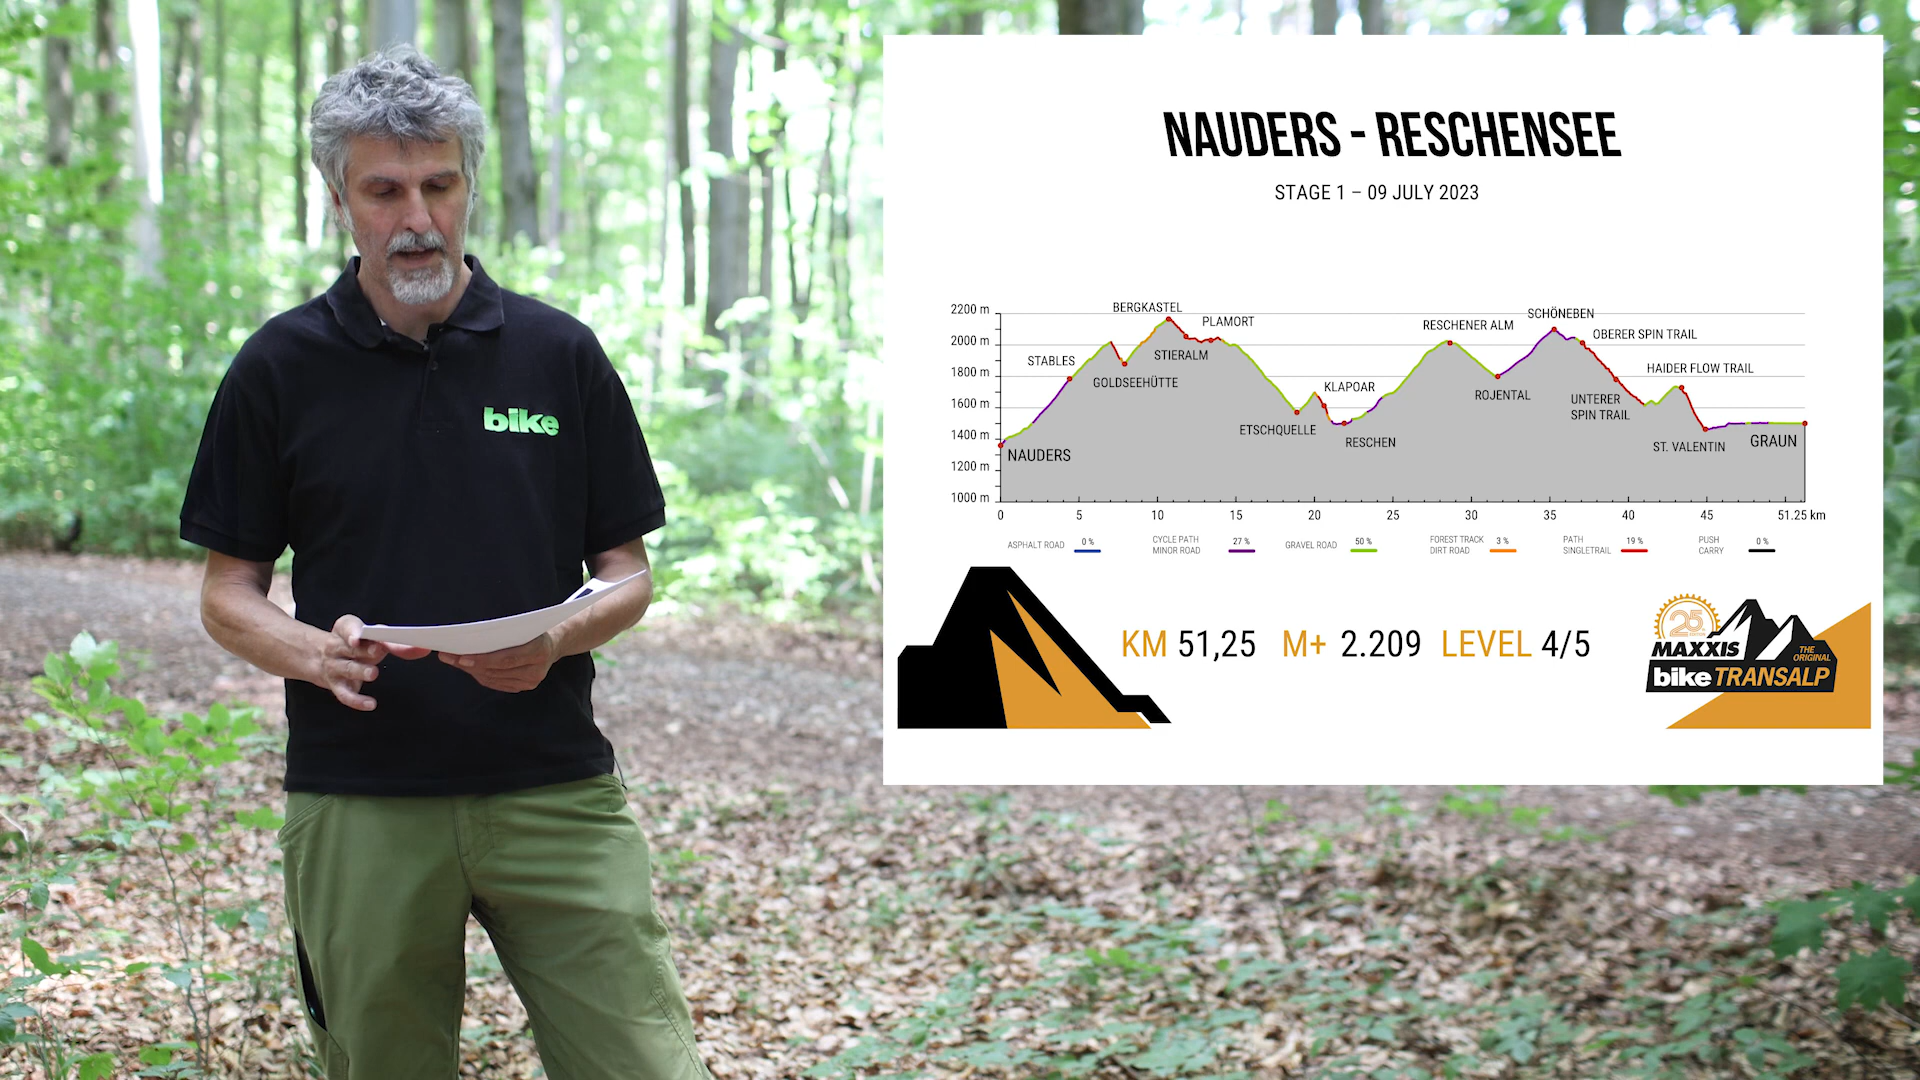 bike
NAUDERS - RESCHENSEE
STAGE 1 – 09 JULY 2023
2200 m
2000 m
1800 m
1600 m
1400 m
1200 m
1000 m
NAUDERS
STABLES
GOLDSEEHÜTTE
BERGKASTEL
STIERALM
PLAMORT
ETSCHQUELLE
KLAPOAR
RESCHEN
RESCHENER ALM
ROJENTAL
SCHÖNEBEN
OBERER SPIN TRAIL
UNTERER
SPIN TRAIL
HAIDER FLOW TRAIL
ST. VALENTIN
GRAUN
0 5 10 15 20 25 30 35 40 45 51.25 km
ASPHALT ROAD 0 %
CYCLE PATH
MINOR ROAD 27 %
GRAVEL ROAD 50 %
FOREST TRACK
DIRT ROAD 3 %
PATH
SINGLETRAIL 19 %
PUSH
CARRY 0 %
KM 51,25 M+ 2.209 LEVEL 4/5
25
MAXXIS
THE
ORIGINAL
bike TRANSALP